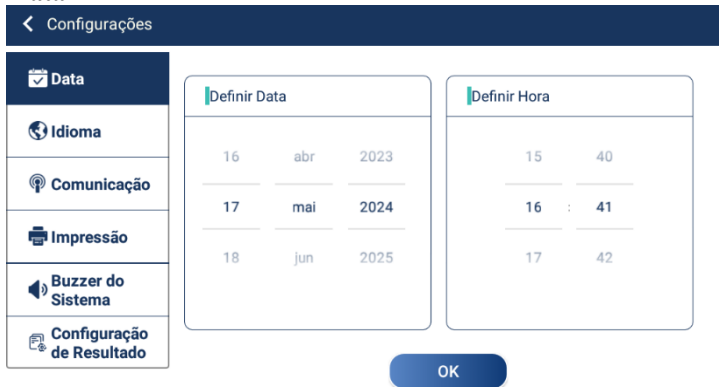 Configurações
Data
Idioma
Comunicação
Impressão
Buzzer do
Sistema
Configuração
de Resultado
Definir Data
16 abr 2023
17 mai 2024
18 jun 2025
Definir Hora
15 40
16 : 41
17 42
OK